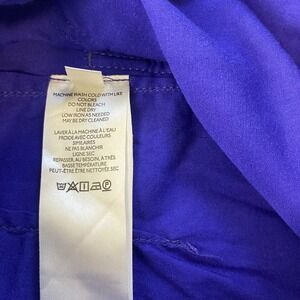 MACHINE WASH COLD WITH LIKE
COLORS
DO NOT BLEACH
LINE DRY
LOW IRON AS NEEDED
MAY BE DRY CLEANED
LAVER À LA MACHINE À L'EAU
FROIDE AVEC COULEURS
SIMILAIRES
NE PAS BLANCHIR
LIGNE SEC
REPASSER, AU BESOIN, À TRÈS
BASSE TEMPÉRATURE
PEUT-ÊTRE NETTOYÉE SEC